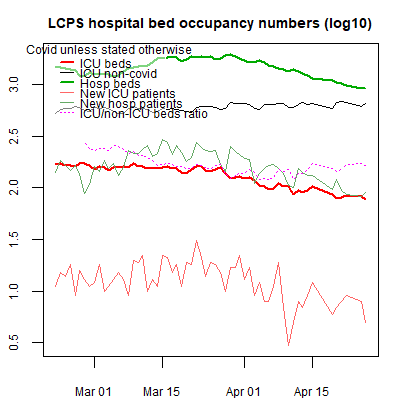 LCPS hospital bed occupancy numbers (log10)
Covid unless stated otherwise
ICU beds
ICU non-covid
Hosp beds
New ICU patients
New hosp patients
ICU/non-ICU beds ratio
3.0
2.5
2.0
1.5
1.0
0.5
Mar 01
Mar 15
Apr 01
Apr 15